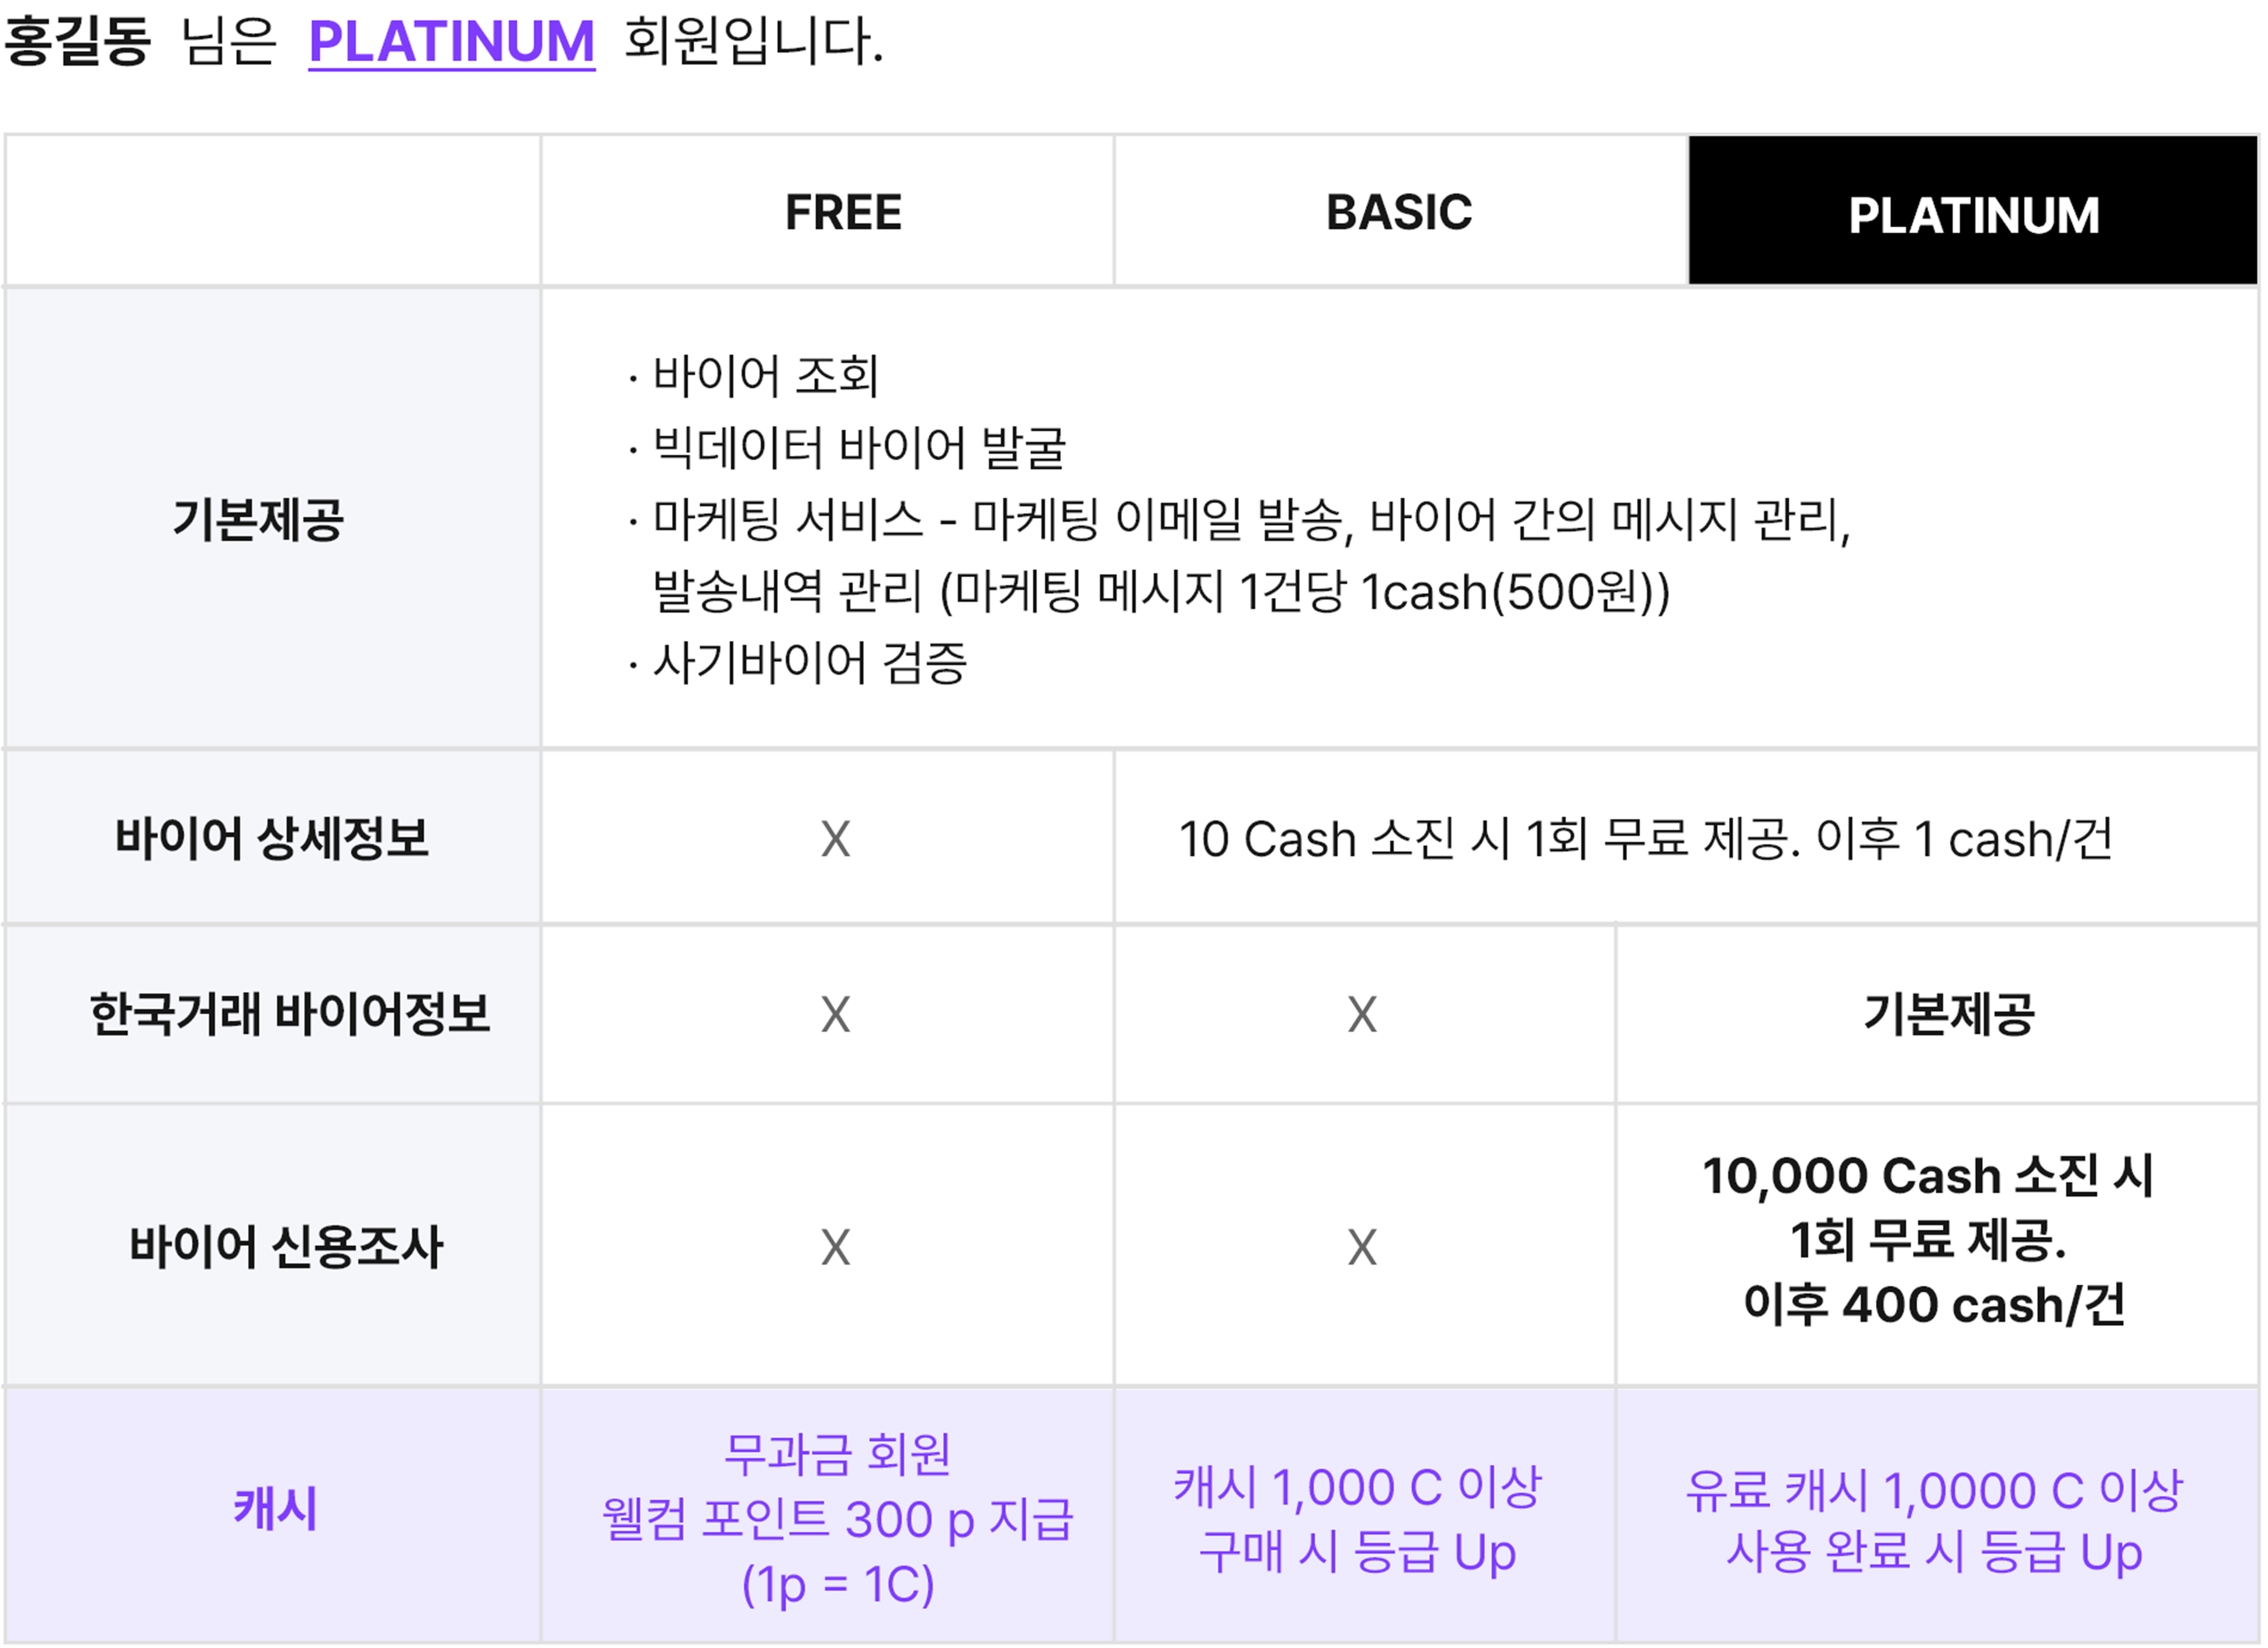 홍길동 님은 PLATINUM 회원입니다.
FREE BASIC PLATINUM
기본제공
· 바이어 조회
· 빅데이터 바이어 발굴
· 마케팅 서비스 - 마케팅 이메일 발송, 바이어 간의 메시지 관리,
발송내역 관리 (마케팅 메시지 1건당 1cash(500원))
· 사기바이어 검증
바이어 상세정보 X 10 Cash 소진 시 1회 무료 제공. 이후 1 cash/건
한국거래 바이어정보 X X 기본제공
바이어 신용조사 X X
10,000 Cash 소진 시
1회 무료 제공.
이후 400 cash/건
캐시
무과금 회원
웰컴 포인트 300 p 지급
(1p = 1C)
캐시 1,000 C 이상
구매 시 등급 Up
유료 캐시 1,0000 C 이상
사용 완료 시 등급 Up